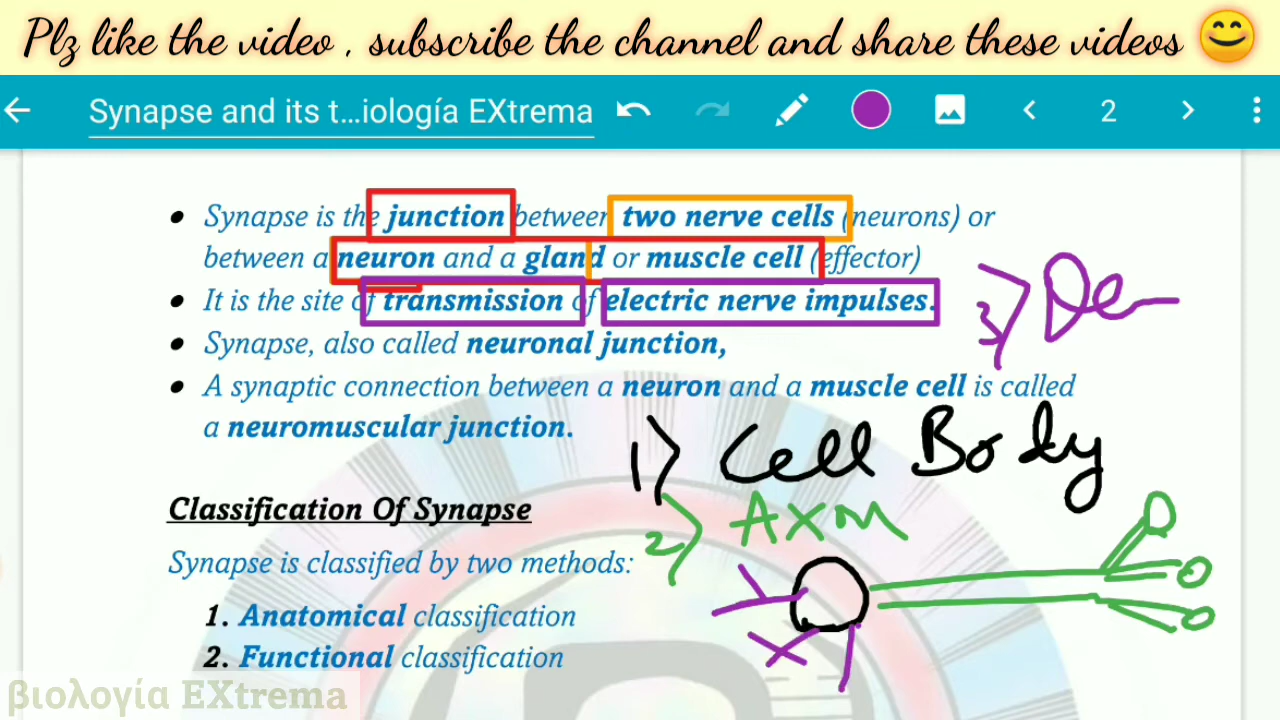 Plz like the video , subscribe the channel and share these videos 😊
Synapse and its t...iología EXtrema
2
Synapse is the junction between two nerve cells (neurons) or
between a neuron and a gland or muscle cell (effector)
It is the site of transmission of electric nerve impulses.
3) De
Synapse, also called neuronal junction,
A synaptic connection between a neuron and a muscle cell is called
a neuromuscular junction.
1) Cell Body
2) AXM
Classification Of Synapse
Synapse is classified by two methods:
1. Anatomical classification
2. Functional classification
βιολογία EXtrema